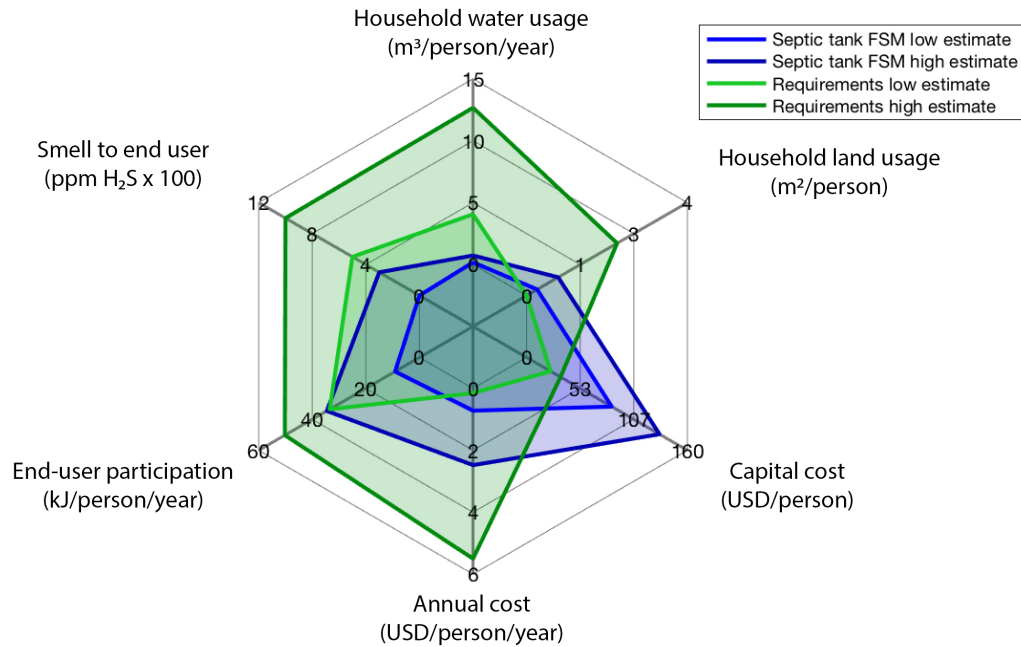 Household water usage
(m³/person/year)
Septic tank FSM low estimate
Septic tank FSM high estimate
Requirements low estimate
Requirements high estimate
15
10
5
0
Smell to end user
(ppm H₂S x 100)
12
8
4
0
Household land usage
(m²/person)
4
3
1
0
0
20
40
60
End-user participation
(kJ/person/year)
0
53
107
160
Capital cost
(USD/person)
0
2
4
6
Annual cost
(USD/person/year)